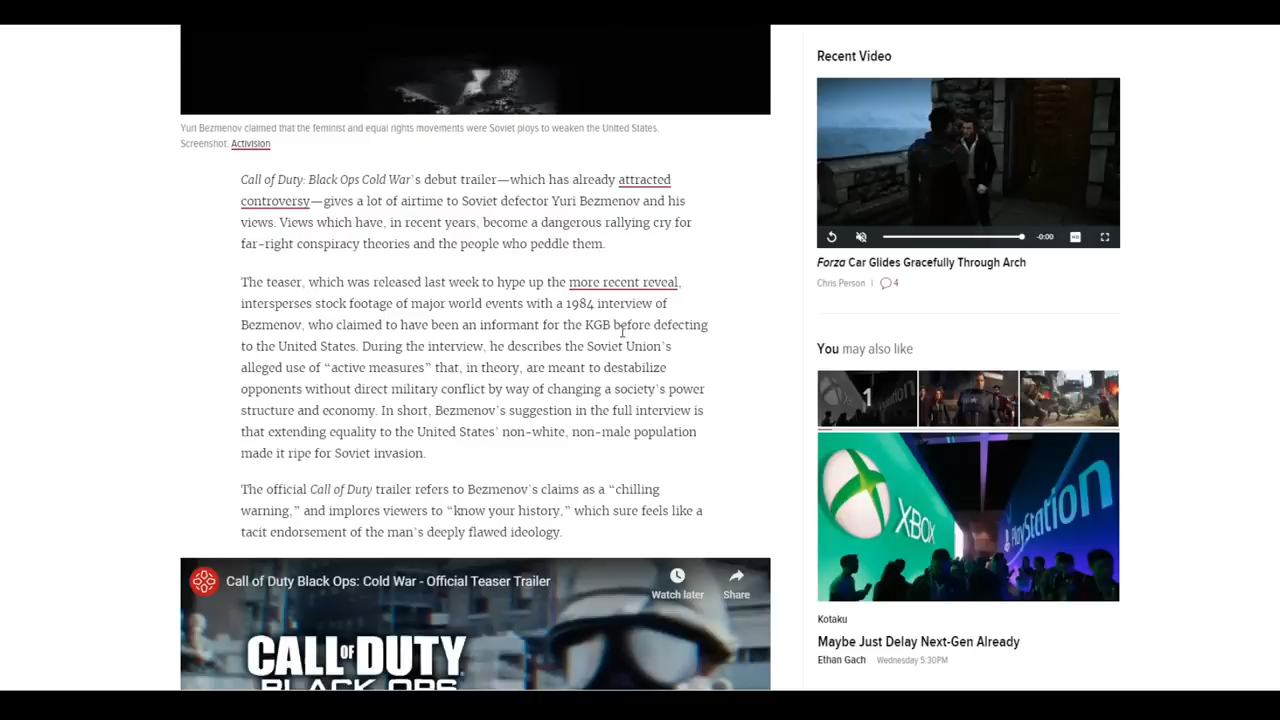 Yuri Bezmenov claimed that the feminist and equal rights movements were Soviet ploys to weaken the United States.
Screenshot: Activision
Call of Duty: Black Ops Cold War's debut trailer—which has already attracted
controversy—gives a lot of airtime to Soviet defector Yuri Bezmenov and his
views. Views which have, in recent years, become a dangerous rallying cry for
far-right conspiracy theories and the people who peddle them.
The teaser, which was released last week to hype up the more recent reveal,
intersperses stock footage of major world events with a 1984 interview of
Bezmenov, who claimed to have been an informant for the KGB before defecting
to the United States. During the interview, he describes the Soviet Union's
alleged use of “active measures” that, in theory, are meant to destabilize
opponents without direct military conflict by way of changing a society's power
structure and economy. In short, Bezmenov's suggestion in the full interview is
that extending equality to the United States' non-white, non-male population
made it ripe for Soviet invasion.
The official Call of Duty trailer refers to Bezmenov's claims as a “chilling
warning,” and implores viewers to “know your history,” which sure feels like a
tacit endorsement of the man's deeply flawed ideology.
Call of Duty Black Ops: Cold War - Official Teaser Trailer
Watch later
Share
CALL OF DUTY
BLACK OPS
Recent Video
-0:00
HD
Forza Car Glides Gracefully Through Arch
Chris Person | 4
You may also like
1
XBOX
PlayStation
Kotaku
Maybe Just Delay Next-Gen Already
Ethan Gach Wednesday 5:30PM